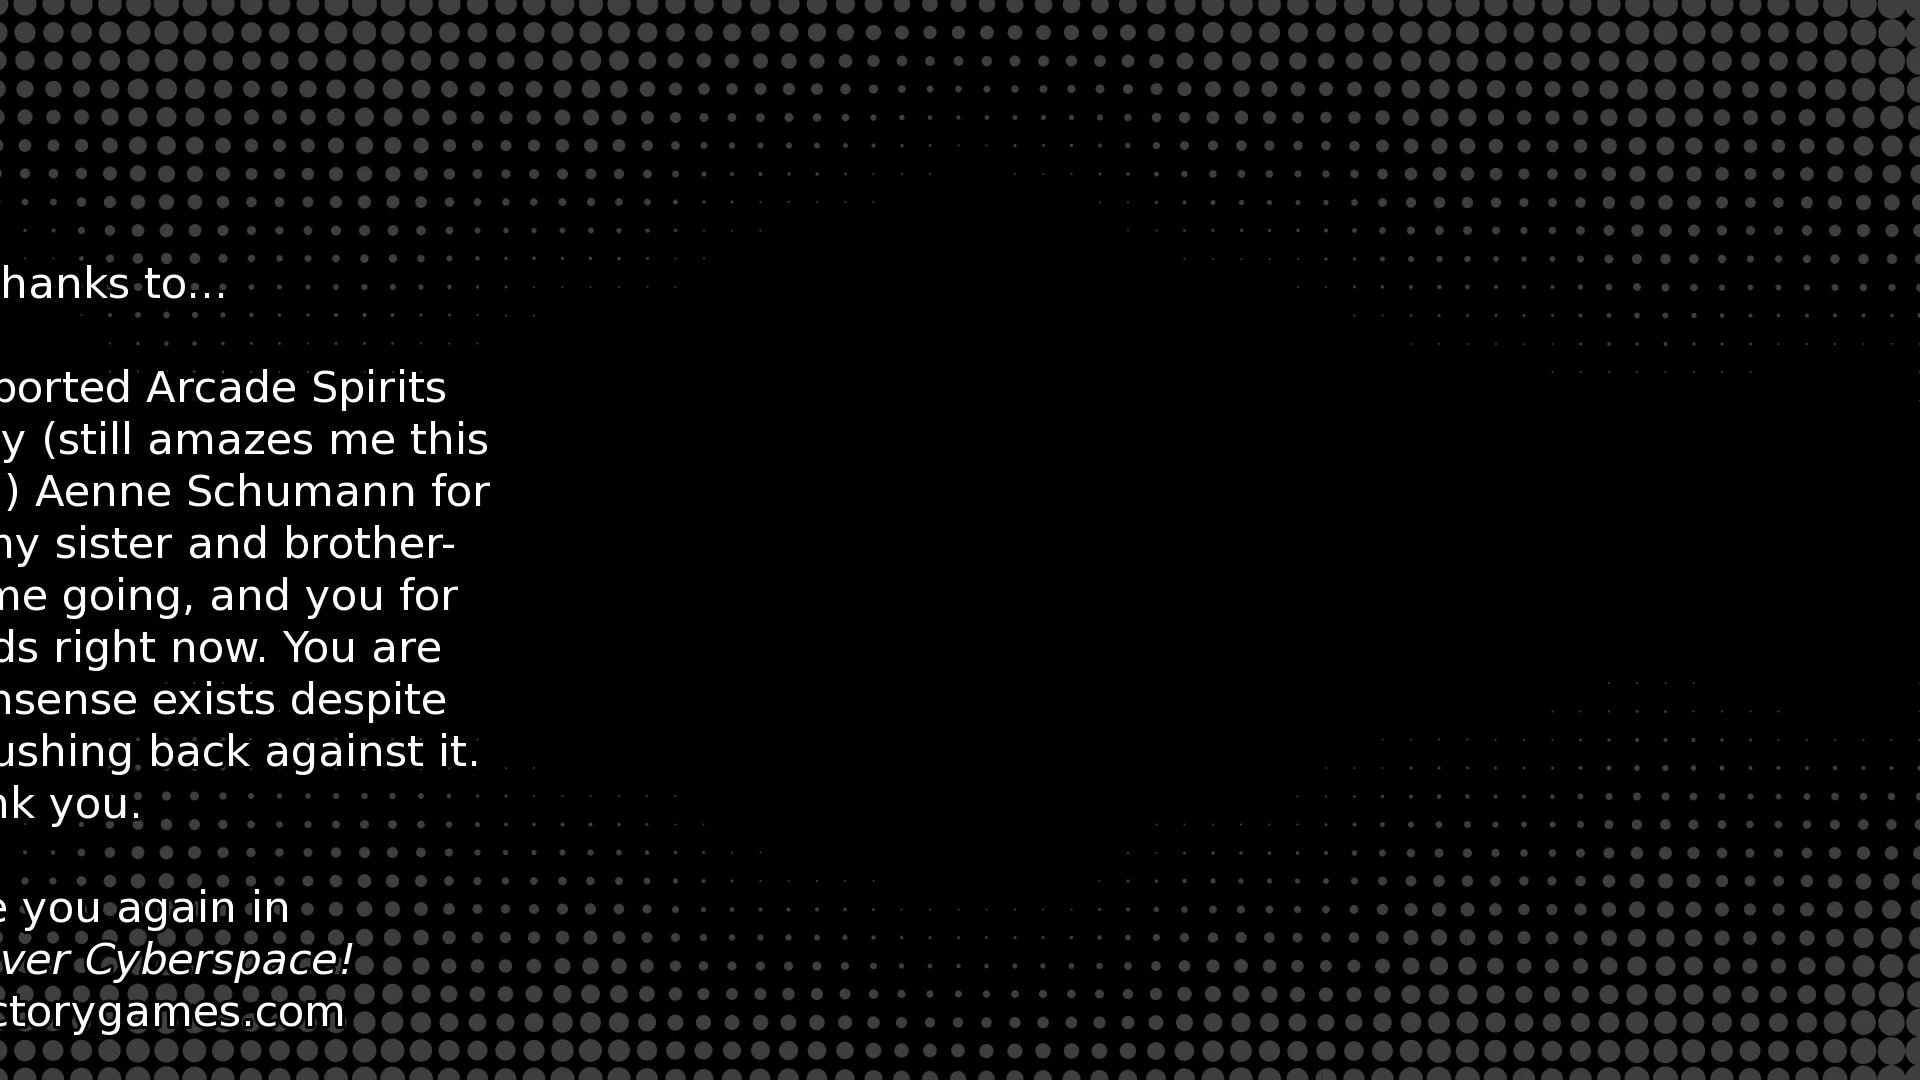 hanks to...
ported Arcade Spirits
y (still amazes me this
!) Aenne Schumann for
my sister and brother-
me going, and you for
ds right now. You are
nsense exists despite
ushing back against it.
nk you.
e you again in
ver Cyberspace!
ctorygames.com